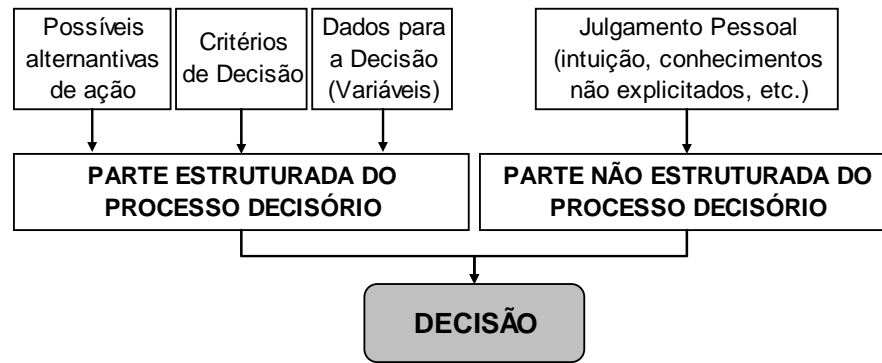 Possíveis
alternantivas
de ação
Critérios
de Decisão
Dados para
a Decisão
(Variáveis)
Julgamento Pessoal
(intuição, conhecimentos
não explicitados, etc.)
PARTE ESTRUTURADA DO
PROCESSO DECISÓRIO
PARTE NÃO ESTRUTURADA DO
PROCESSO DECISÓRIO
DECISÃO